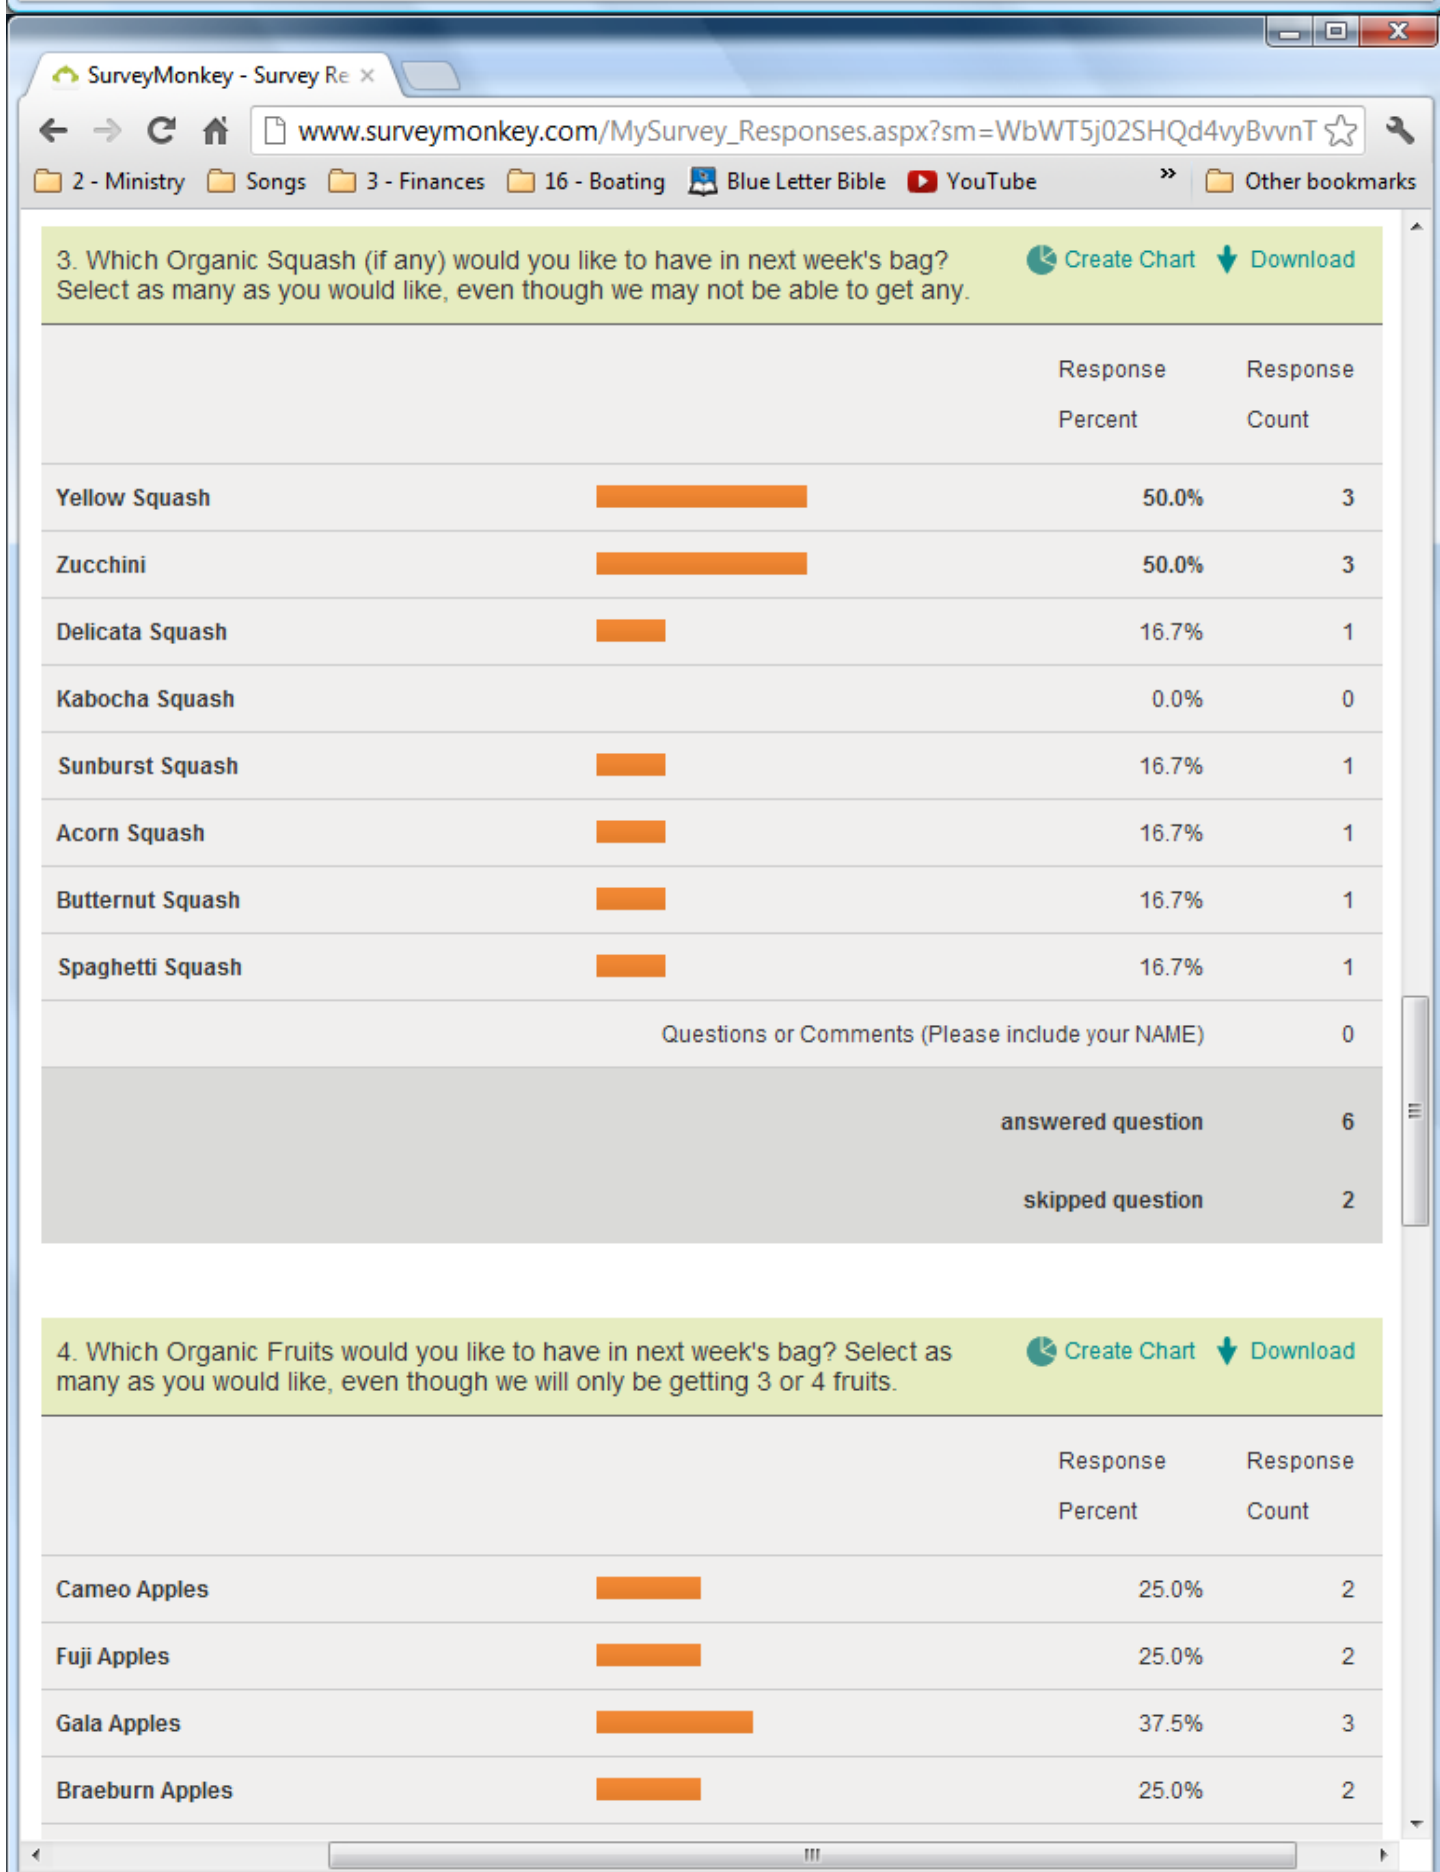 SurveyMonkey - Survey Re
www.surveymonkey.com/MySurvey_Responses.aspx?sm=WbWT5j02SHQd4vyBvvnT
2 - Ministry Songs 3 - Finances 16 - Boating Blue Letter Bible YouTube » Other bookmarks
3. Which Organic Squash (if any) would you like to have in next week's bag? Create Chart Download
Select as many as you would like, even though we may not be able to get any.
Response Response
Percent Count
Yellow Squash 50.0% 3
Zucchini 50.0% 3
Delicata Squash 16.7% 1
Kabocha Squash 0.0% 0
Sunburst Squash 16.7% 1
Acorn Squash 16.7% 1
Butternut Squash 16.7% 1
Spaghetti Squash 16.7% 1
Questions or Comments (Please include your NAME) 0
answered question 6
skipped question 2
4. Which Organic Fruits would you like to have in next week's bag? Select as Create Chart Download
many as you would like, even though we will only be getting 3 or 4 fruits.
Response Response
Percent Count
Cameo Apples 25.0% 2
Fuji Apples 25.0% 2
Gala Apples 37.5% 3
Braeburn Apples 25.0% 2